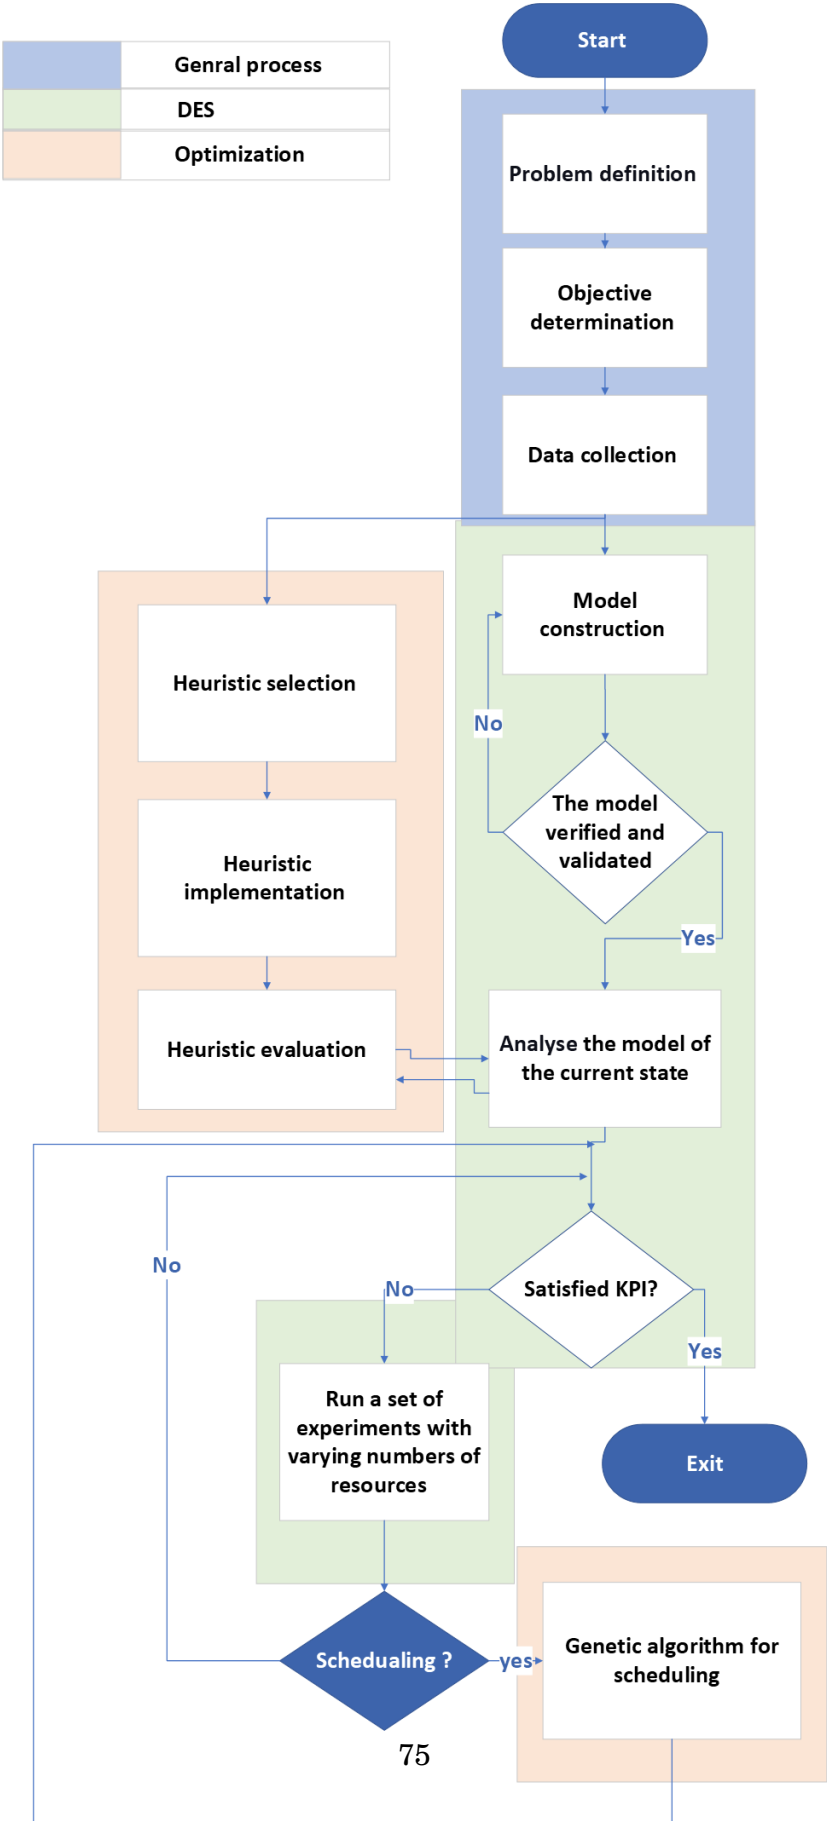 Start
Genral process
DES
Optimization
Problem definition
Objective
determination
Data collection
Model
construction
Heuristic selection
No
The model
verified and
validated
Heuristic
implementation
Yes
Heuristic evaluation
Analyse the model of
the current state
No
Satisfied KPI?
No
Yes
Run a set of
experiments with
varying numbers of
resources
Exit
Schedualing ?
yes
Genetic algorithm for
scheduling
75